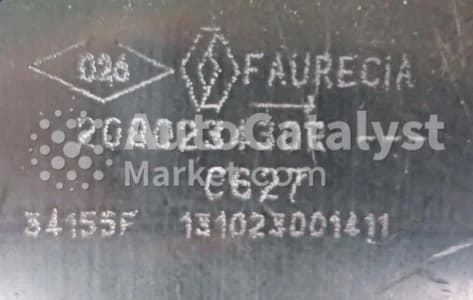 026 FAURECIA
AutoCatalyst
Market.com
C627
34155F 131023001411